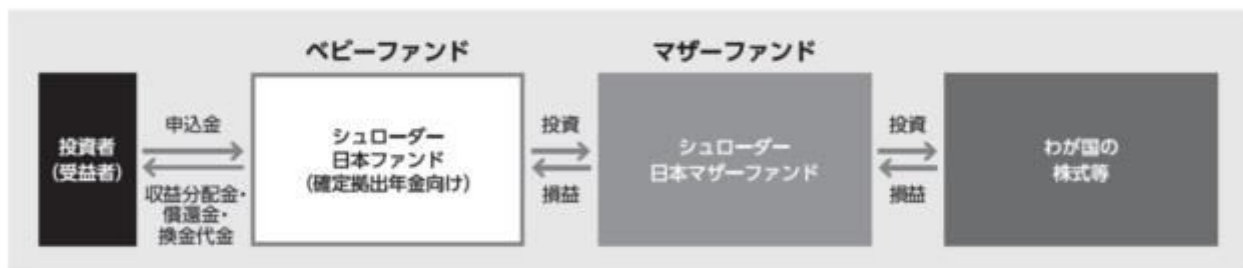 ベビーファンド
マザーファンド
投資者
(受益者)
申込金
収益分配金・
償還金・
換金代金
シュローダー
日本ファンド
(確定拠出年金向け)
投資
損益
シュローダー
日本マザーファンド
投資
損益
わが国の
株式等